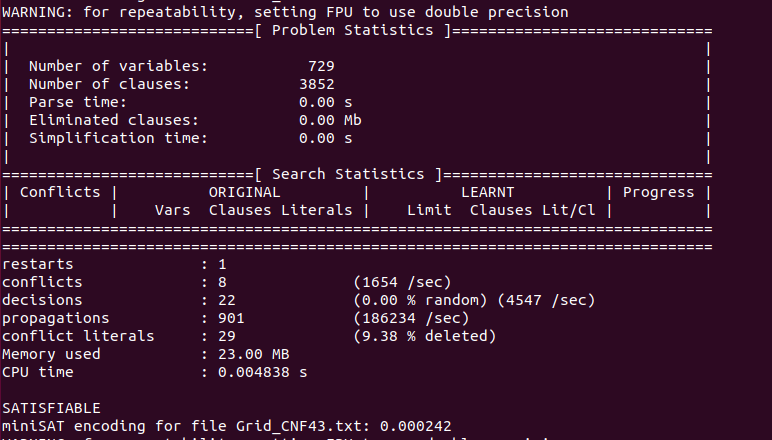 WARNING: for repeatability, setting FPU to use double precision
============================[ Problem Statistics ]=============================
| |
| Number of variables: 729 |
| Number of clauses: 3852 |
| Parse time: 0.00 s |
| Eliminated clauses: 0.00 Mb |
| Simplification time: 0.00 s |
| |
============================[ Search Statistics ]==============================
| Conflicts | ORIGINAL | LEARNT | Progress |
| | Vars Clauses Literals | Limit Clauses Lit/Cl | |
===============================================================================
===============================================================================
restarts : 1
conflicts : 8 (1654 /sec)
decisions : 22 (0.00 % random) (4547 /sec)
propagations : 901 (186234 /sec)
conflict literals : 29 (9.38 % deleted)
Memory used : 23.00 MB
CPU time : 0.004838 s
SATISFIABLE
miniSAT encoding for file Grid_CNF43.txt: 0.000242